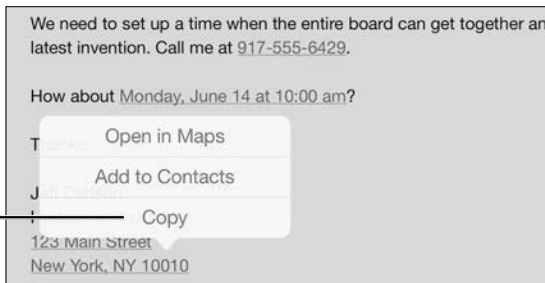 We need to set up a time when the entire board can get together an
latest invention. Call me at 917-555-6429.
How about Monday, June 14 at 10:00 am?
T
Open in Maps
Add to Contacts
J
Copy
123 Main Street
New York, NY 10010